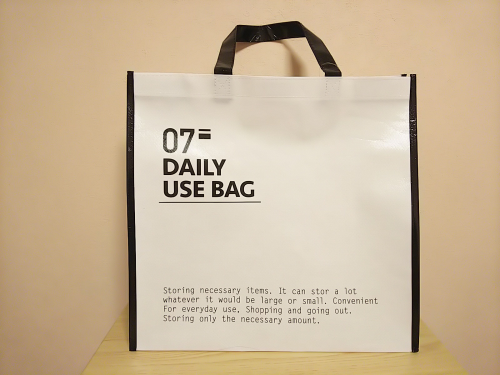 07=
DAILY
USE BAG
Storing necessary items. It can stor a lot
whatever it would be large or small. Convenient
For everyday use, Shopping and going out.
Storing only the necessary amount.